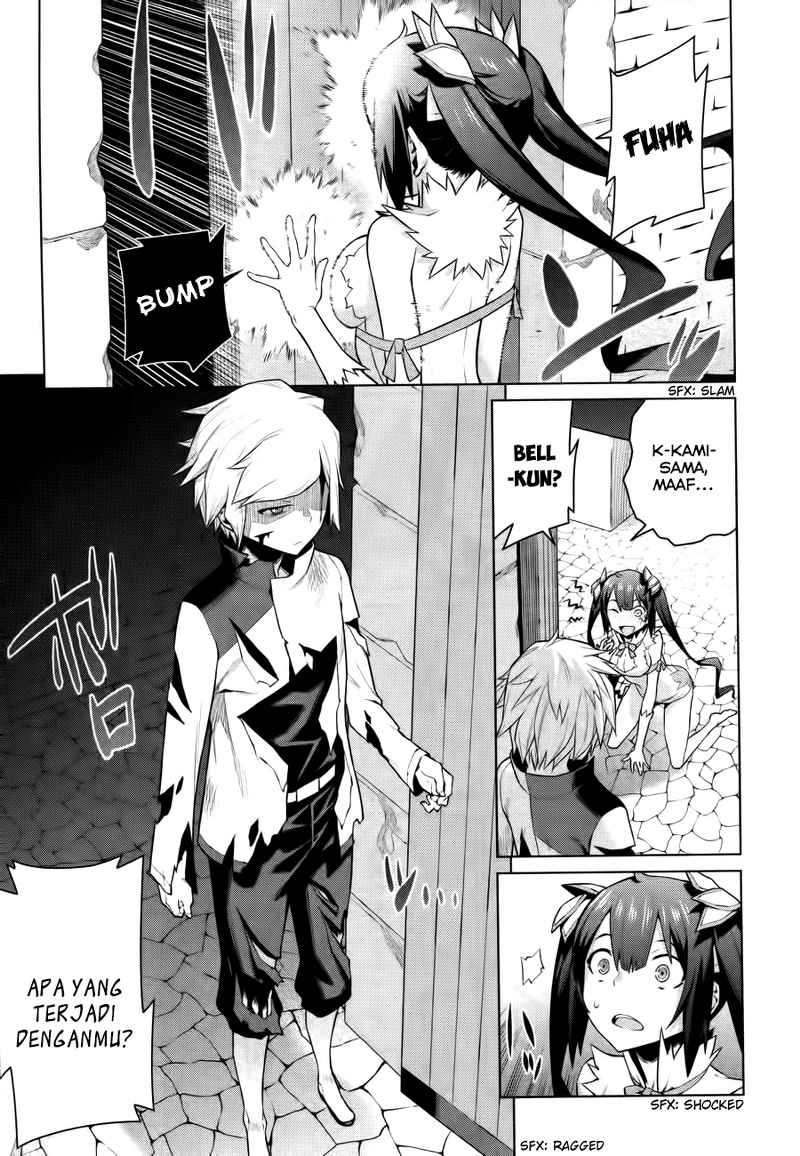 FUHA
BUMP
SFX: SLAM
K-KAMI-
SAMA,
MAAF...
BELL
-KUN?
SFX: SHOCKED
ボロ
APA YANG
TERJADI
DENGANMU?
SFX: RAGGED